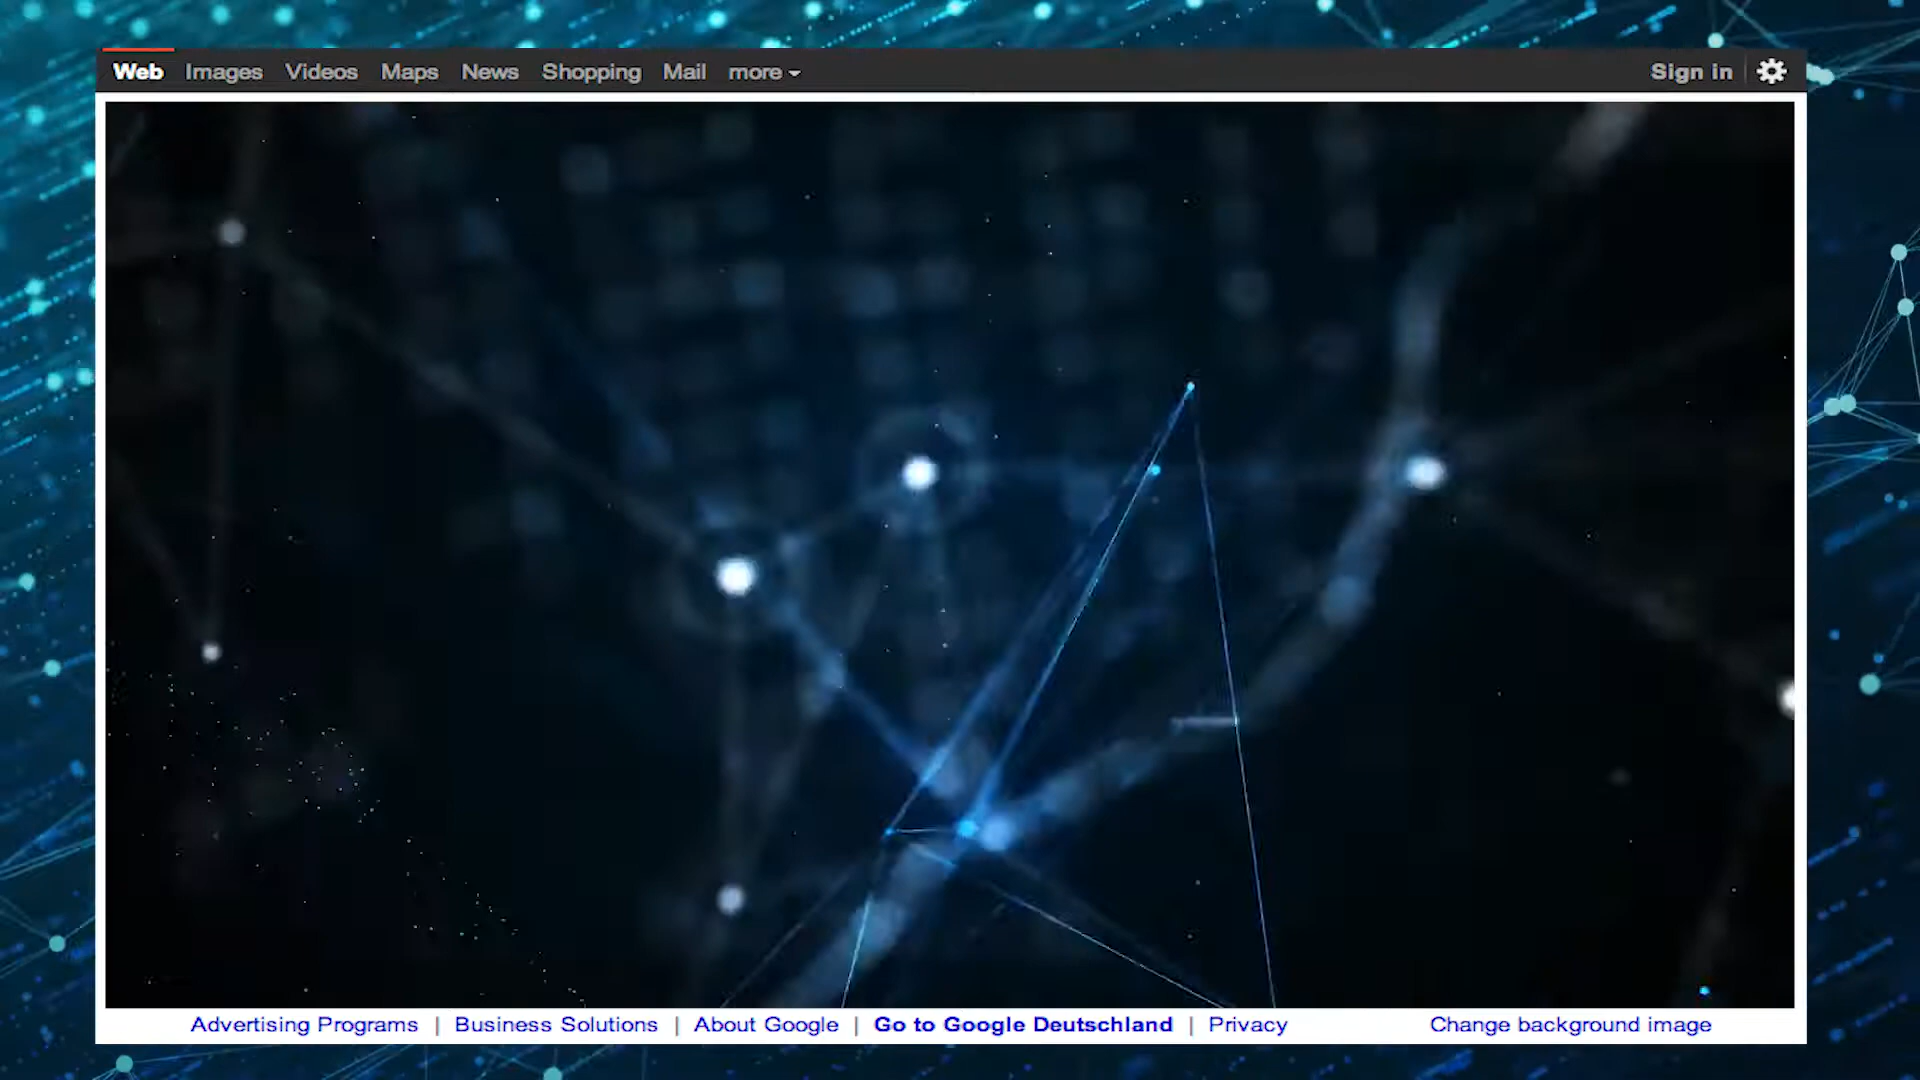 Web Images Videos Maps News Shopping Mail more Sign in
Advertising Programs | Business Solutions | About Google | Go to Google Deutschland | Privacy Change background image